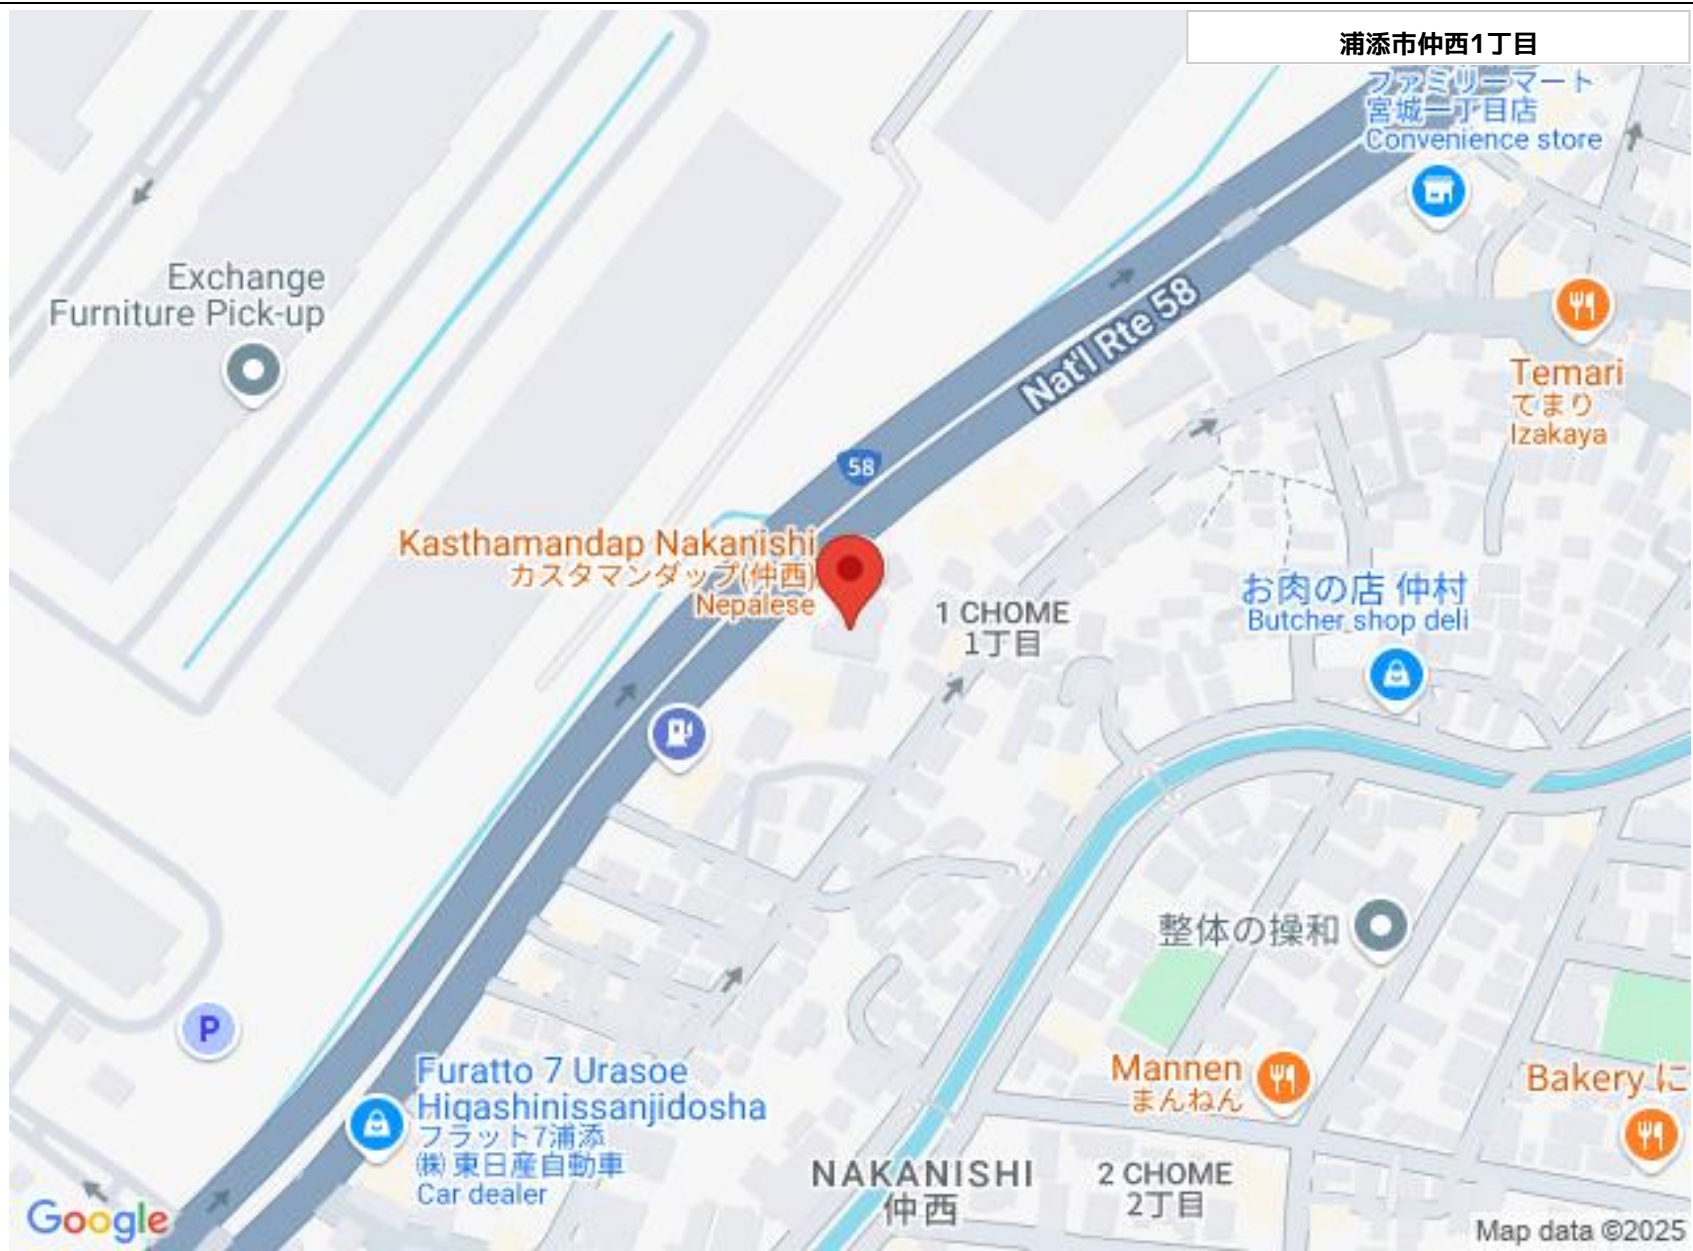 浦添市仲西1丁目
ファミリーマート
宮城一丁目店
Convenience store
Exchange
Furniture Pick-up
Nat'l Rte 58
Temari
てまり
Izakaya
58
Kasthamandap Nakanishi
カスタマンダップ(仲西)
Nepalese
1 CHOME
1丁目
お肉の店 仲村
Butcher shop deli
整体の操和
P
Furatto 7 Urasoe
Higashinissanjidosha
フラット7浦添
㈱東日産自動車
Car dealer
Mannen
まんねん
Bakery に
NAKANISHI
仲西
2 CHOME
2丁目
Google
Map data ©2025